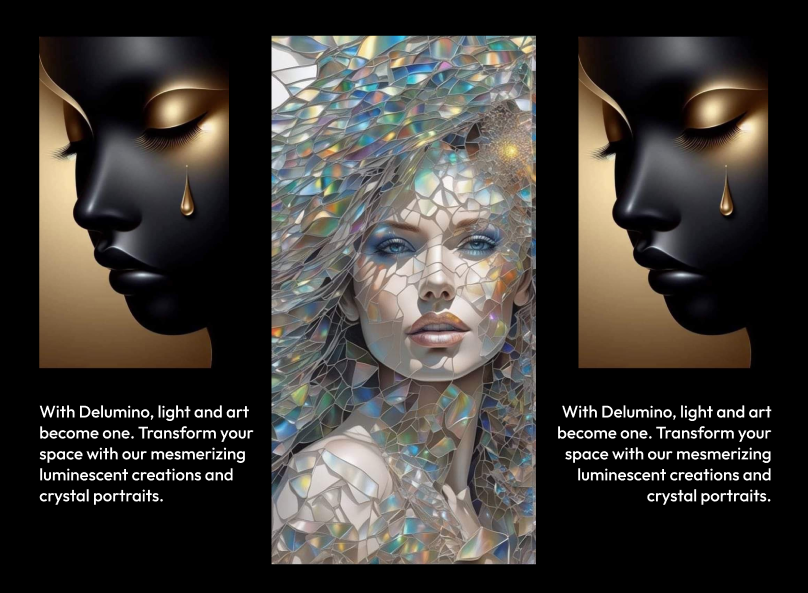 With Delumino, light and art
become one. Transform your
space with our mesmerizing
luminescent creations and
crystal portraits.
With Delumino, light and art
become one. Transform your
space with our mesmerizing
luminescent creations and
crystal portraits.